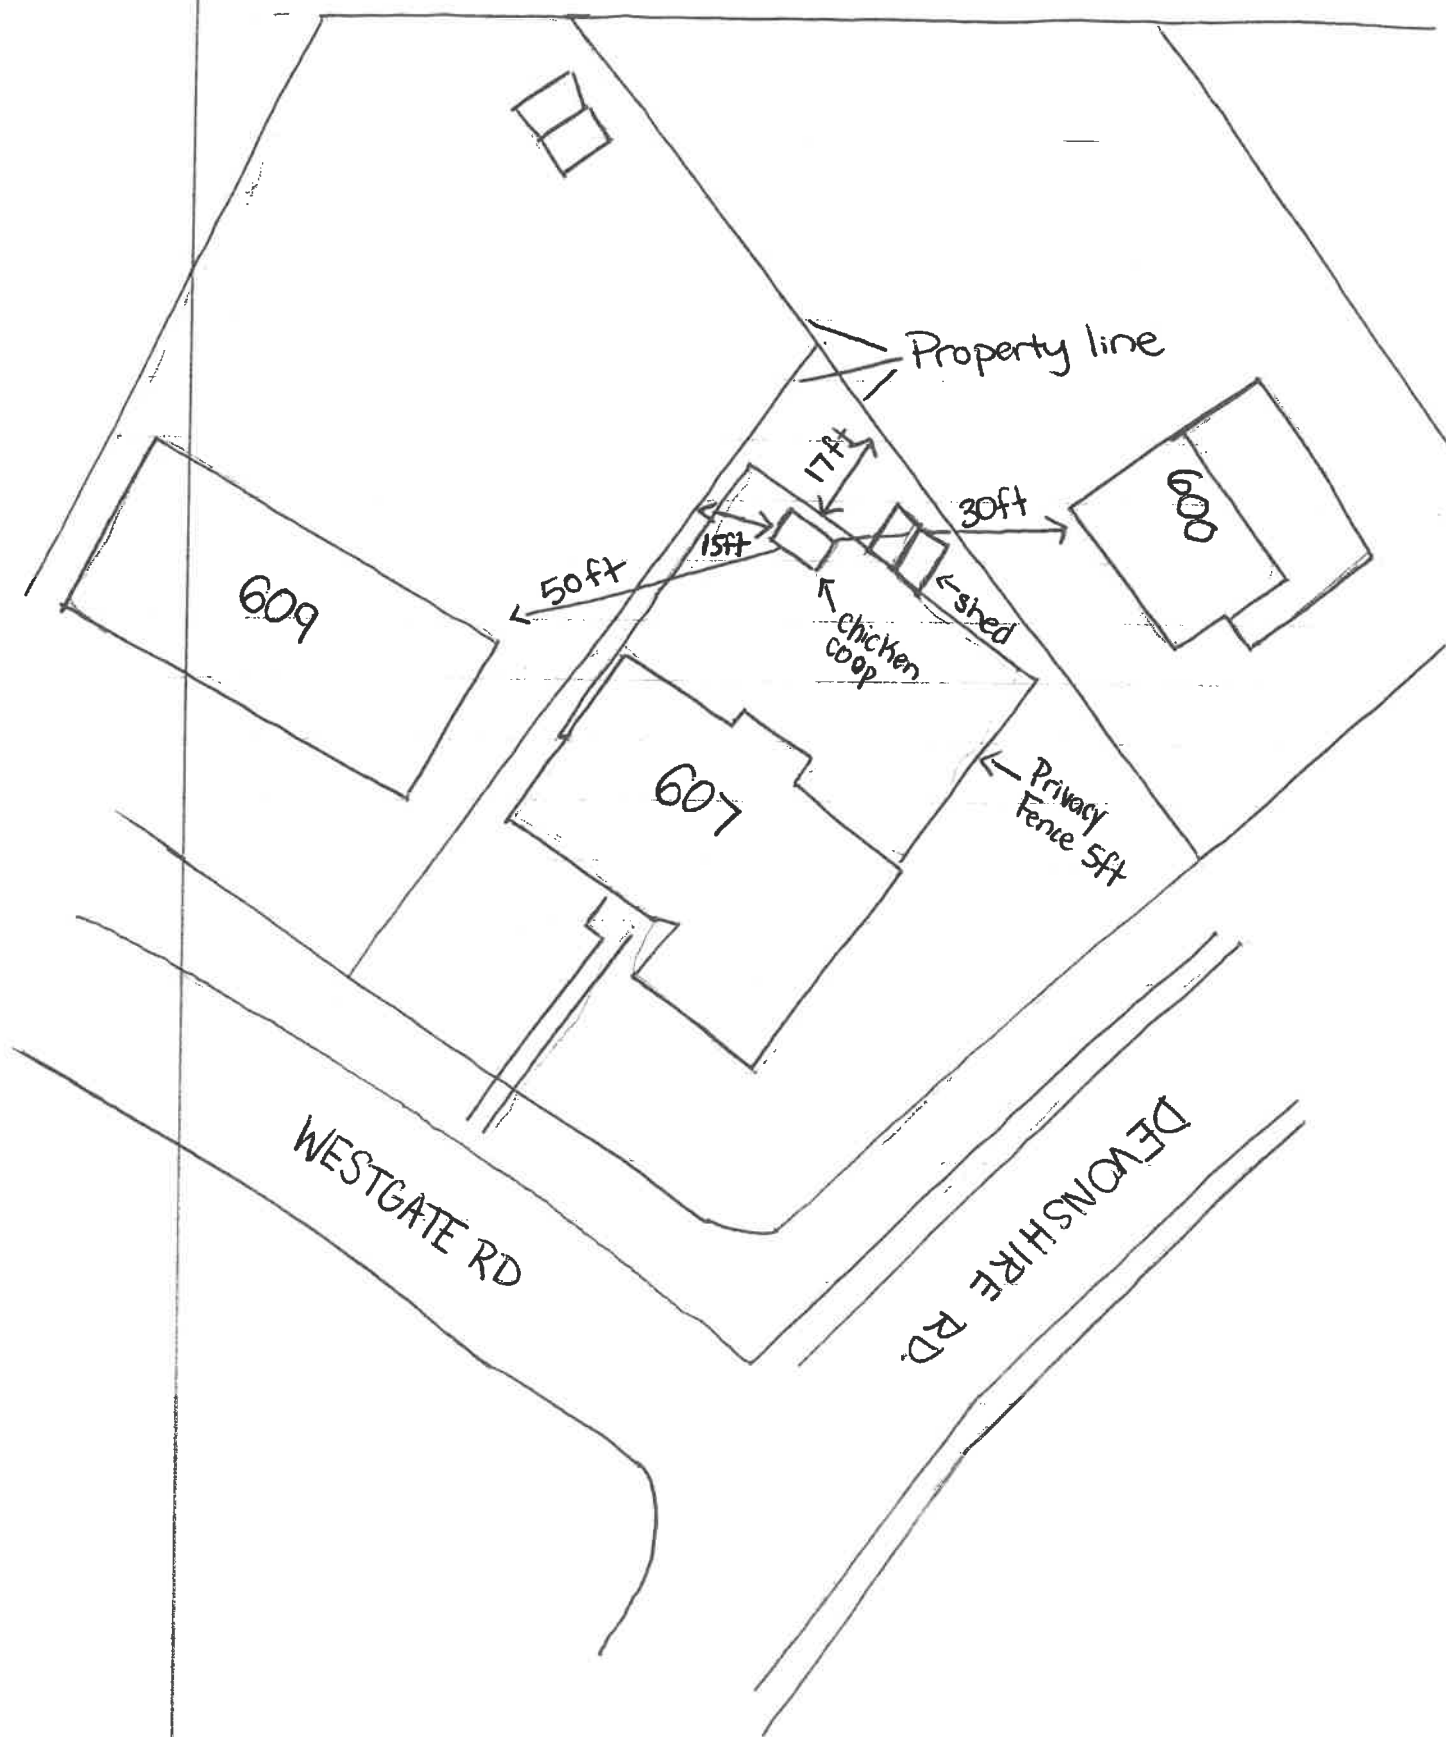 Property line
17ft
30ft
600
15ft
50ft
609
shed
chicken
coop
607
Privacy
Fence 5ft
WESTGATE RD
DEVONSHIRE RD.